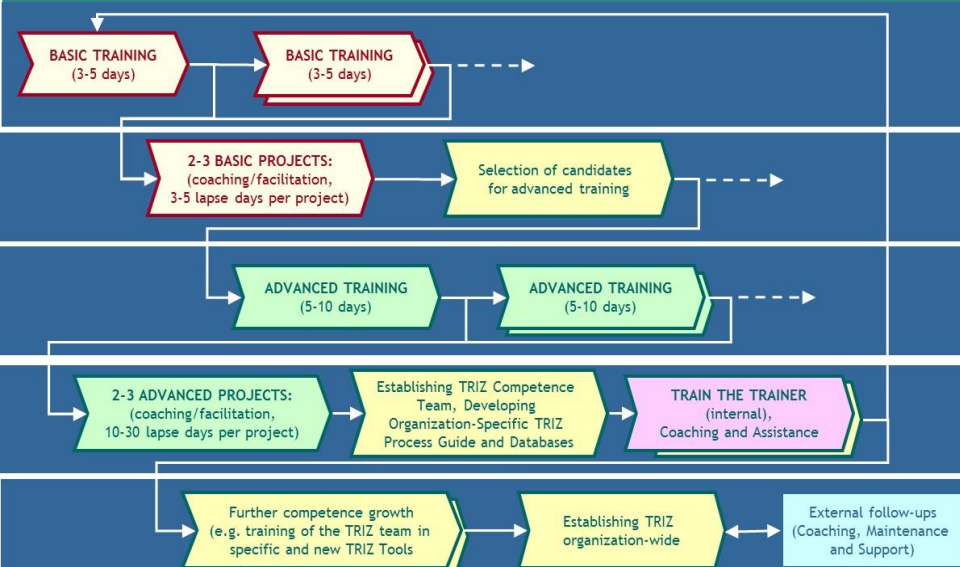 BASIC TRAINING
(3-5 days)
BASIC TRAINING
(3-5 days)
2-3 BASIC PROJECTS:
(coaching/facilitation,
3-5 lapse days per project)
Selection of candidates
for advanced training
ADVANCED TRAINING
(5-10 days)
ADVANCED TRAINING
(5-10 days)
2-3 ADVANCED PROJECTS:
(coaching/facilitation,
10-30 lapse days per project)
Establishing TRIZ Competence
Team, Developing
Organization-Specific TRIZ
Process Guide and Databases
TRAIN THE TRAINER
(internal),
Coaching and Assistance
Further competence growth
(e.g. training of the TRIZ team in
specific and new TRIZ Tools
Establishing TRIZ
organization-wide
External follow-ups
(Coaching, Maintenance
and Support)